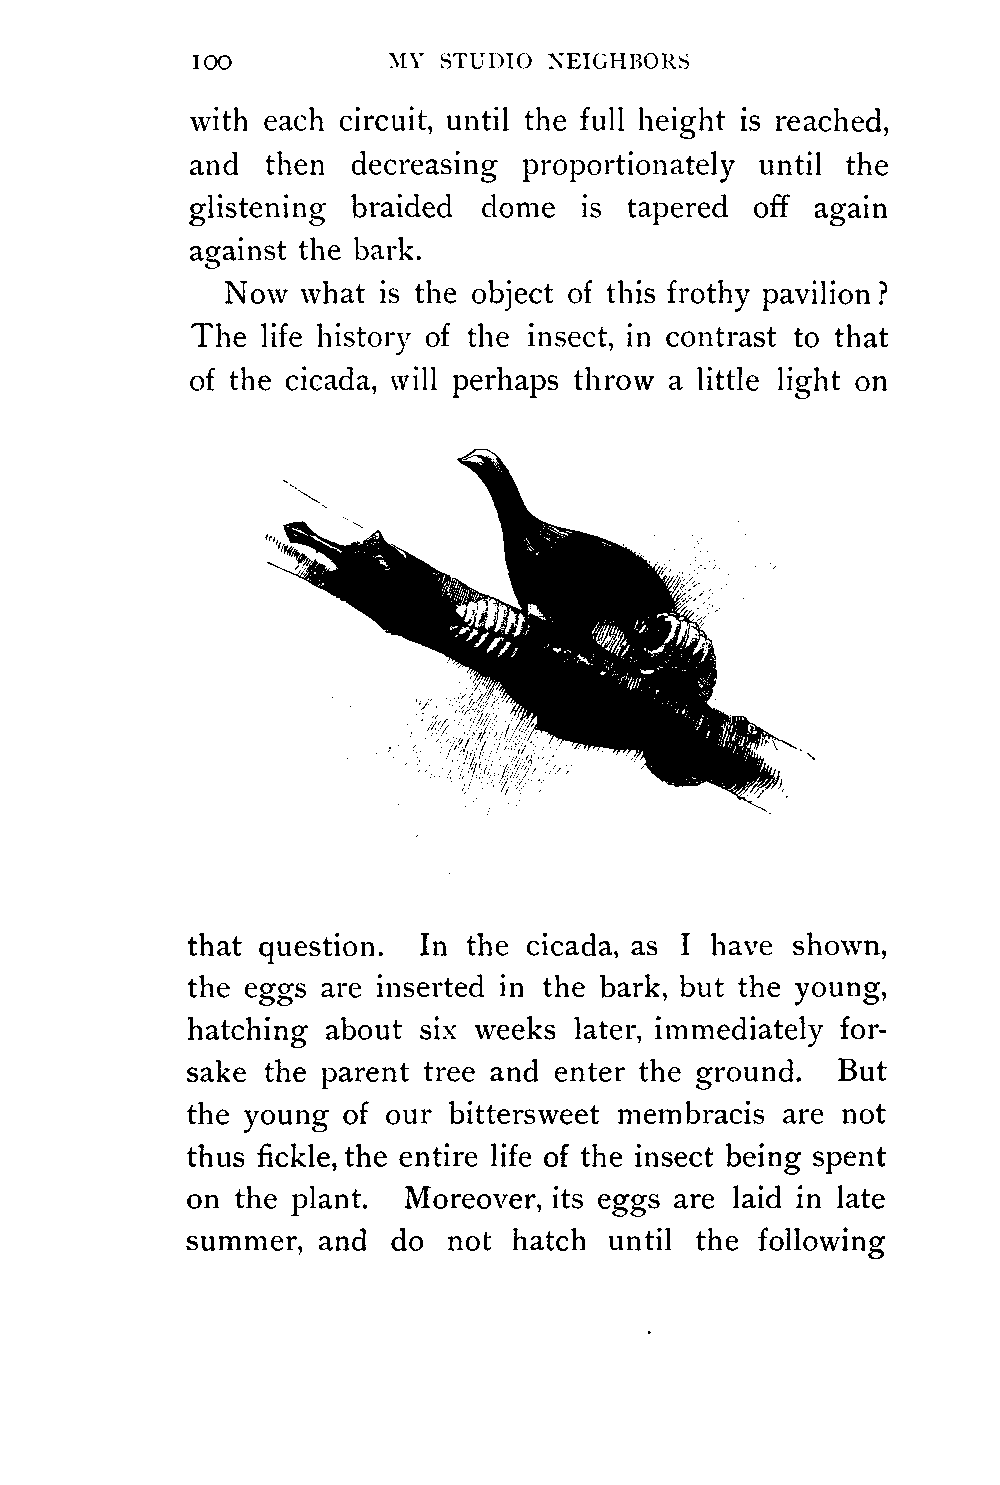 100 MY STUDIO NEIGHBORS
with each circuit, until the full height is reached,
and then decreasing proportionately until the
glistening braided dome is tapered off again
against the bark.
Now what is the object of this frothy pavilion?
The life history of the insect, in contrast to that
of the cicada, will perhaps throw a little light on
that question. In the cicada, as I have shown,
the eggs are inserted in the bark, but the young,
hatching about six weeks later, immediately for-
sake the parent tree and enter the ground. But
the young of our bittersweet membracis are not
thus fickle, the entire life of the insect being spent
on the plant. Moreover, its eggs are laid in late
summer, and do not hatch until the following